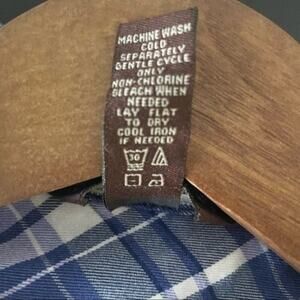 MACHINE WASH
COLD
SEPARATELY
GENTLE CYCLE
ONLY
NON-CHLORINE
BLEACH WHEN
NEEDED
LAY FLAT
TO DRY
COOL IRON
IF NEEDED
30